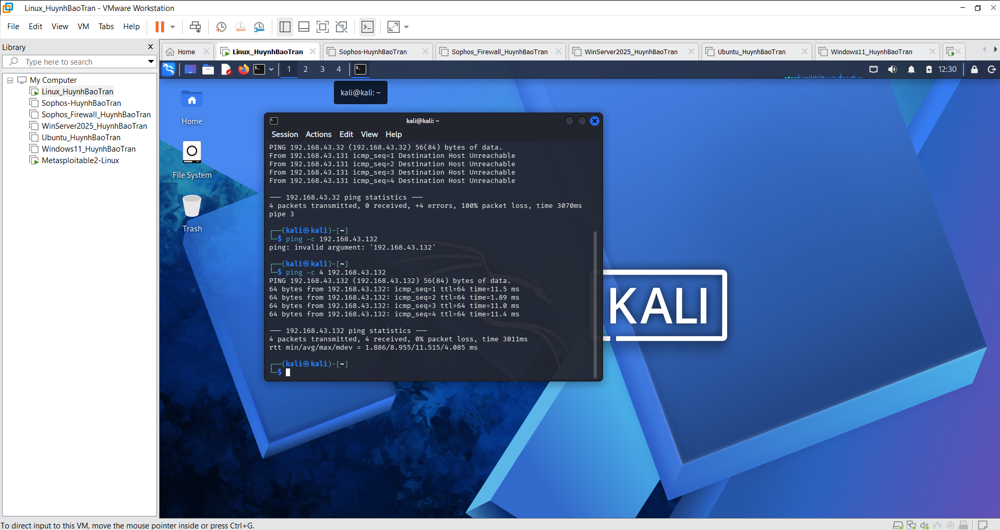 Linux_HuynhBaoTran - VMware Workstation
File Edit View VM Tabs Help
Library
Type here to search
My Computer
Linux_HuynhBaoTran
Sophos-HuynhBaoTran
Sophos_Firewall_HuynhBaoTran
WinServer2025_HuynhBaoTran
Ubuntu_HuynhBaoTran
Windows11_HuynhBaoTran
Metasploitable2-Linux
Home Linux_HuynhBaoTran Sophos-HuynhBaoTran Sophos_Firewall_HuynhBaoTran WinServer2025_HuynhBaoTran Ubuntu_HuynhBaoTran Windows11_HuynhBaoTran
1 2 3 4 12:30
kali@kali: ~
Home
File System
Trash
kali@kali: ~
Session Actions Edit View Help
PING 192.168.43.32 (192.168.43.32) 56(84) bytes of data.
From 192.168.43.131 icmp_seq=1 Destination Host Unreachable
From 192.168.43.131 icmp_seq=2 Destination Host Unreachable
From 192.168.43.131 icmp_seq=3 Destination Host Unreachable
From 192.168.43.131 icmp_seq=4 Destination Host Unreachable
--- 192.168.43.32 ping statistics ---
4 packets transmitted, 0 received, +4 errors, 100% packet loss, time 3070ms
pipe 3
┌──(kali㉿kali)-[~]
└─$ ping -c 192.168.43.132
ping: invalid argument: '192.168.43.132'
┌──(kali㉿kali)-[~]
└─$ ping -c 4 192.168.43.132
PING 192.168.43.132 (192.168.43.132) 56(84) bytes of data.
64 bytes from 192.168.43.132: icmp_seq=1 ttl=64 time=11.5 ms
64 bytes from 192.168.43.132: icmp_seq=2 ttl=64 time=1.89 ms
64 bytes from 192.168.43.132: icmp_seq=3 ttl=64 time=11.0 ms
64 bytes from 192.168.43.132: icmp_seq=4 ttl=64 time=11.4 ms
--- 192.168.43.132 ping statistics ---
4 packets transmitted, 4 received, 0% packet loss, time 3011ms
rtt min/avg/max/mdev = 1.886/8.955/11.515/4.085 ms
┌──(kali㉿kali)-[~]
└─$
KALI
To direct input to this VM, move the mouse pointer inside or press Ctrl+G.